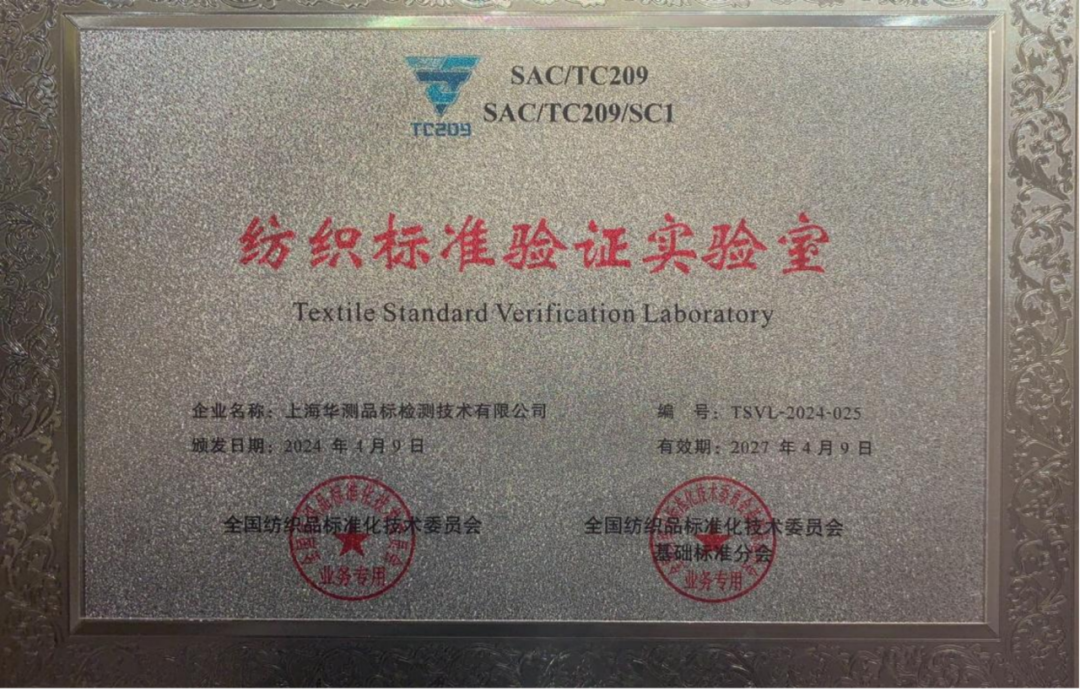 SAC/TC209
SAC/TC209/SC1
TC209
纺织标准验证实验室
Textile Standard Verification Laboratory
企业名称：上海华测品标检测技术有限公司
编 号：TSVL-2024-025
颁发日期：2024 年 4 月 9 日
有效期：2027 年 4 月 9 日
全国纺织品标准化技术委员会
业务专用
全国纺织品标准化技术委员会
基础标准分会
业务专用